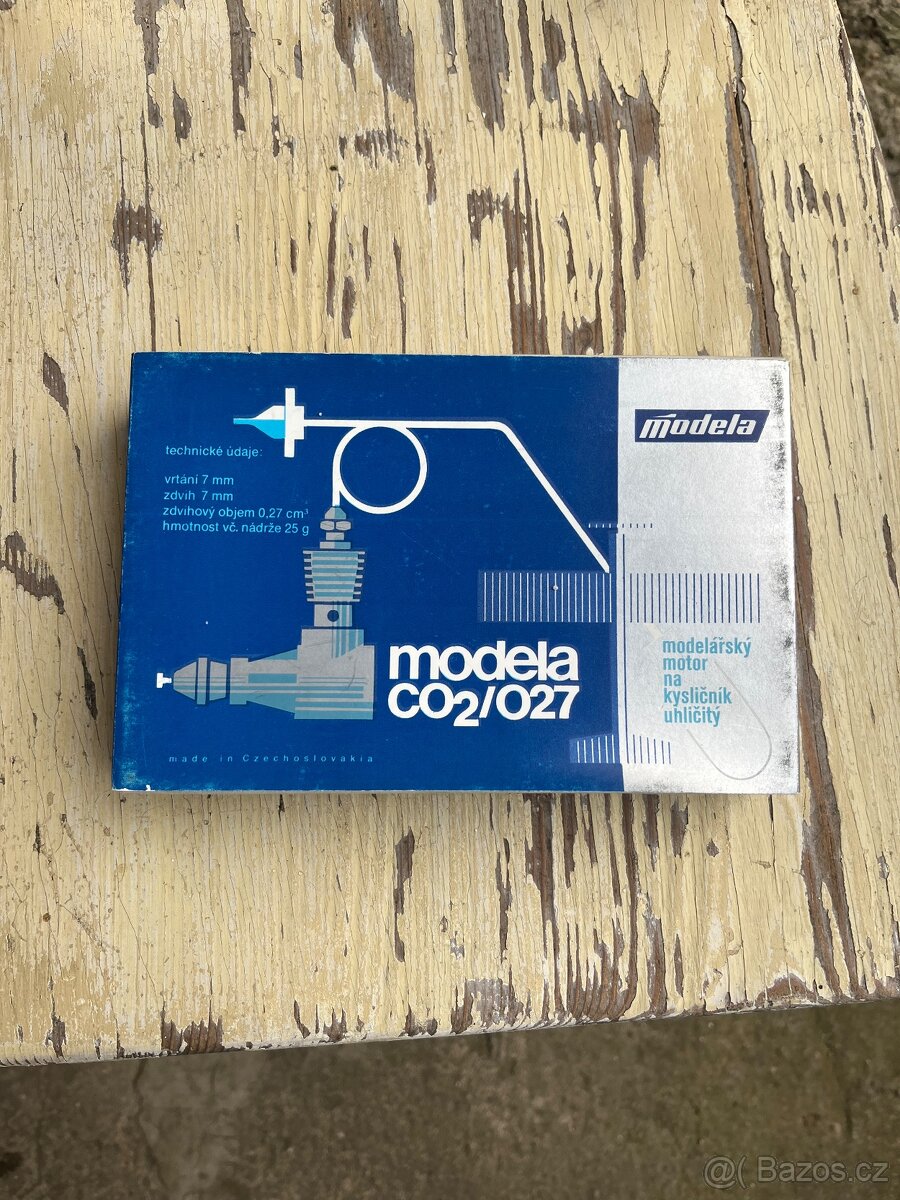 modela
technické údaje:
vrtání 7 mm
zdvih 7 mm
zdvihový objem 0,27 cm³
hmotnost vč. nádrže 25 g
modela
CO2/027
modelářský
motor
na
kysličník
uhličitý
made in Czechoslovakia
@( Bazos.cz